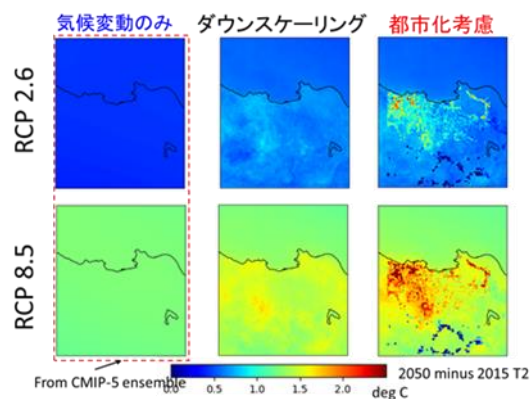 気候変動のみ ダウンスケーリング 都市化考慮
RCP 2.6
RCP 8.5
From CMIP-5 ensemble
2050 minus 2015 T2
0.0 0.5 1.0 1.5 2.0
deg C